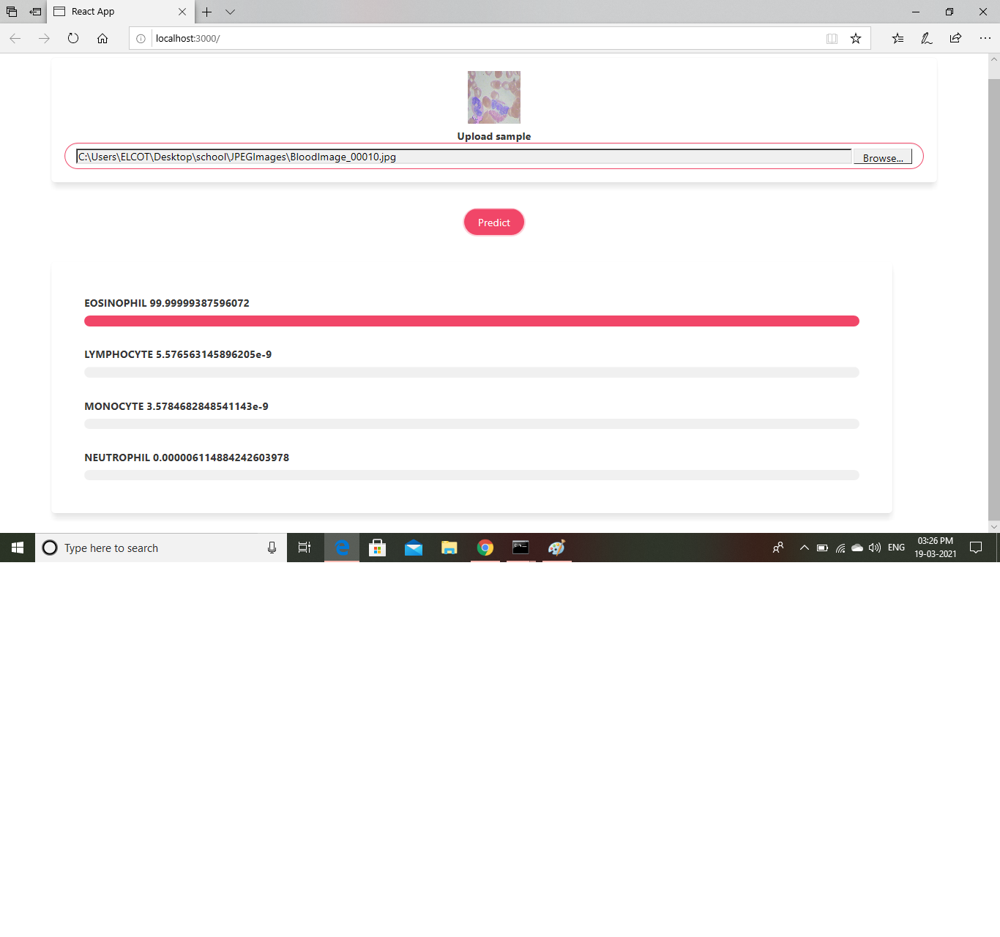 React App
localhost:3000/
Upload sample
C:\Users\ELCOT\Desktop\school\JPEGImages\BloodImage_00010.jpg
Browse...
Predict
EOSINOPHIL 99.99999387596072
LYMPHOCYTE 5.576563145896205e-9
MONOCYTE 3.5784682848541143e-9
NEUTROPHIL 0.000006114884242603978
Type here to search
ENG
03:26 PM
19-03-2021